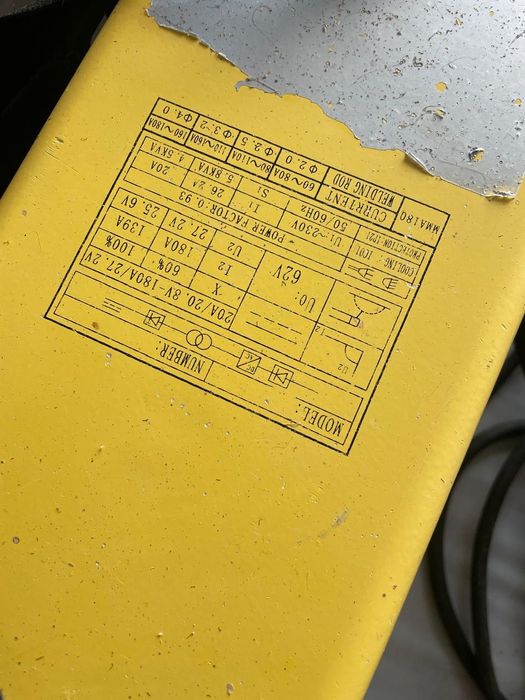 MODEL:
NUMBER:
20A/20.8V-180A/27.2V
X 60% 100%
U0: 62V I2 180A 139A
U2 27.2V 25.6V
POWER FACTOR:0.93
COOLING:
U1~230V I1 26.2A 20A
PROTECTION-[22] 50/60HZ S1 5.8KVA 4.5KVA
MMA180 CURR1ENT 60~80A 80~110A 110~160A 160~180A
WELDING ROD Φ2.0 Φ2.5 Φ3.2 Φ4.0